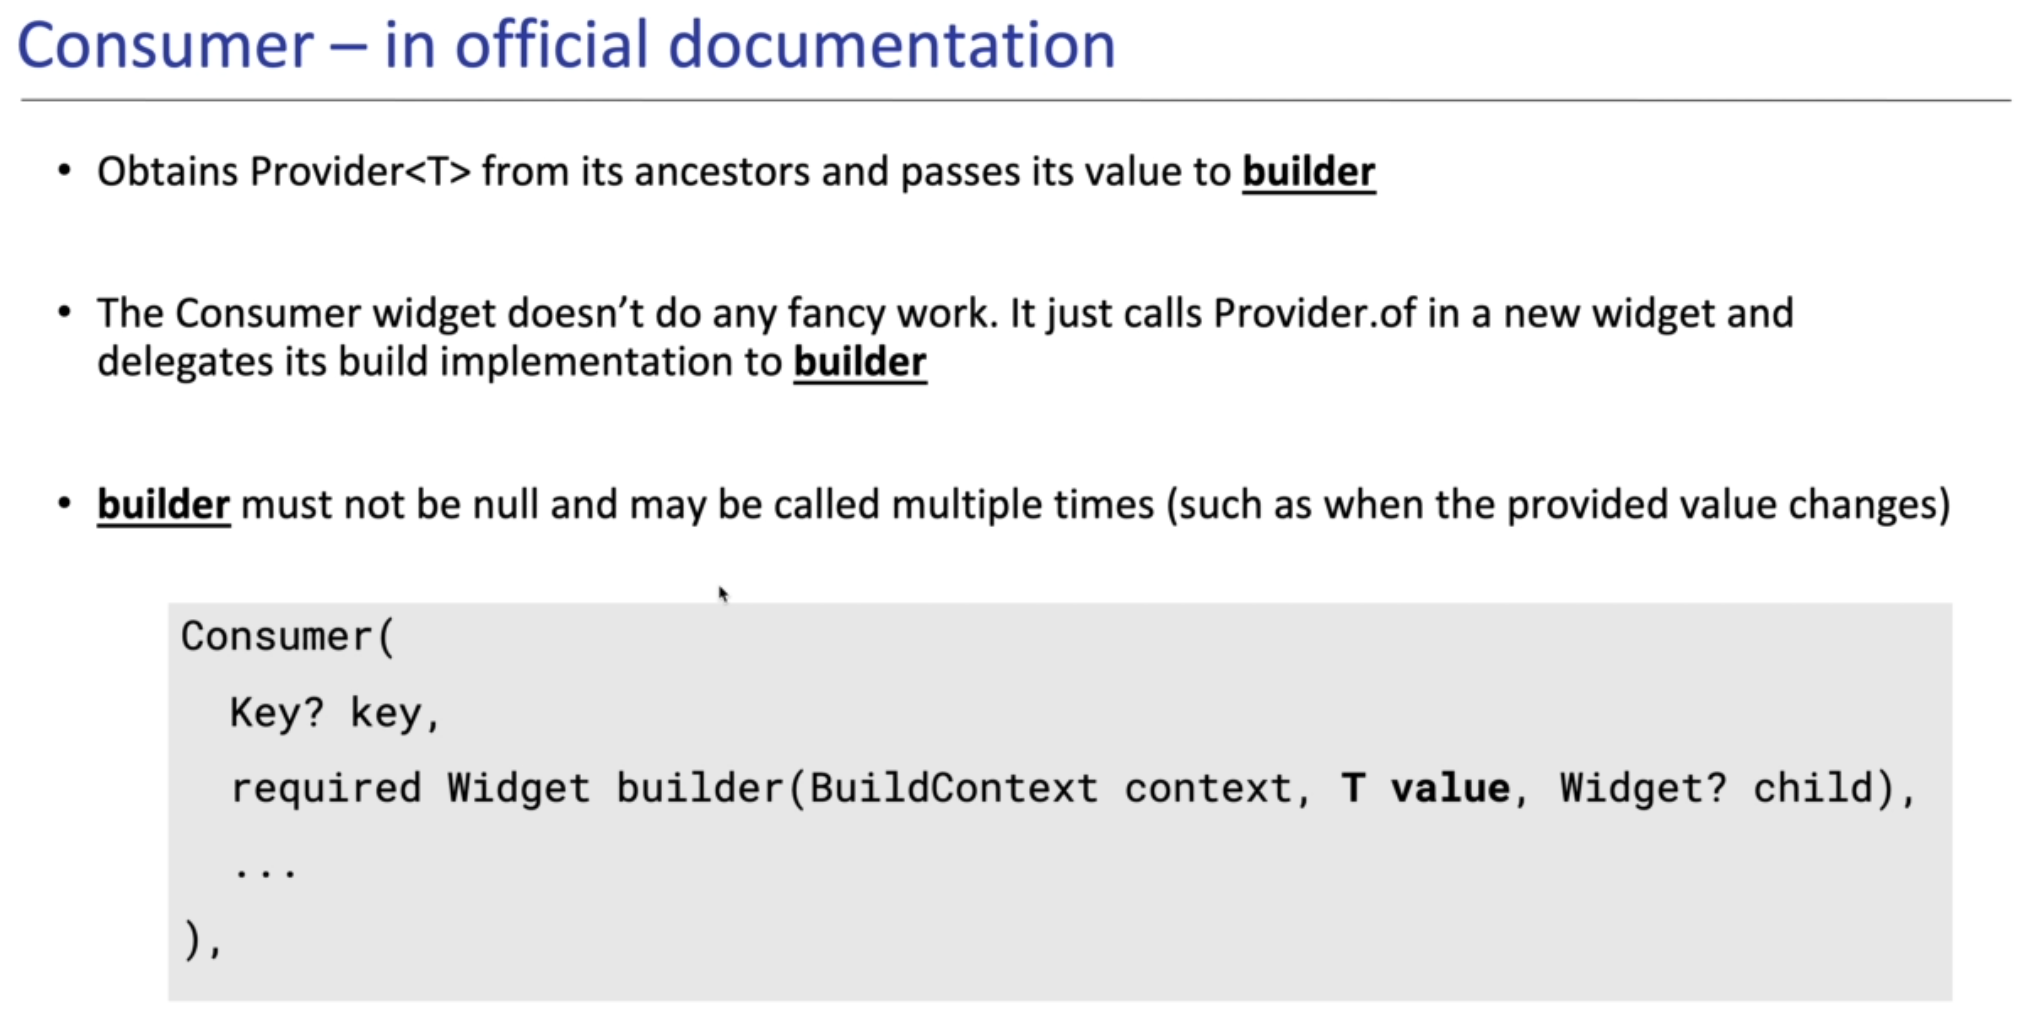 Consumer – in official documentation
• Obtains Provider<T> from its ancestors and passes its value to builder
• The Consumer widget doesn’t do any fancy work. It just calls Provider.of in a new widget and
delegates its build implementation to builder
• builder must not be null and may be called multiple times (such as when the provided value changes)
Consumer(
Key? key,
required Widget builder(BuildContext context, T value, Widget? child),
...
),